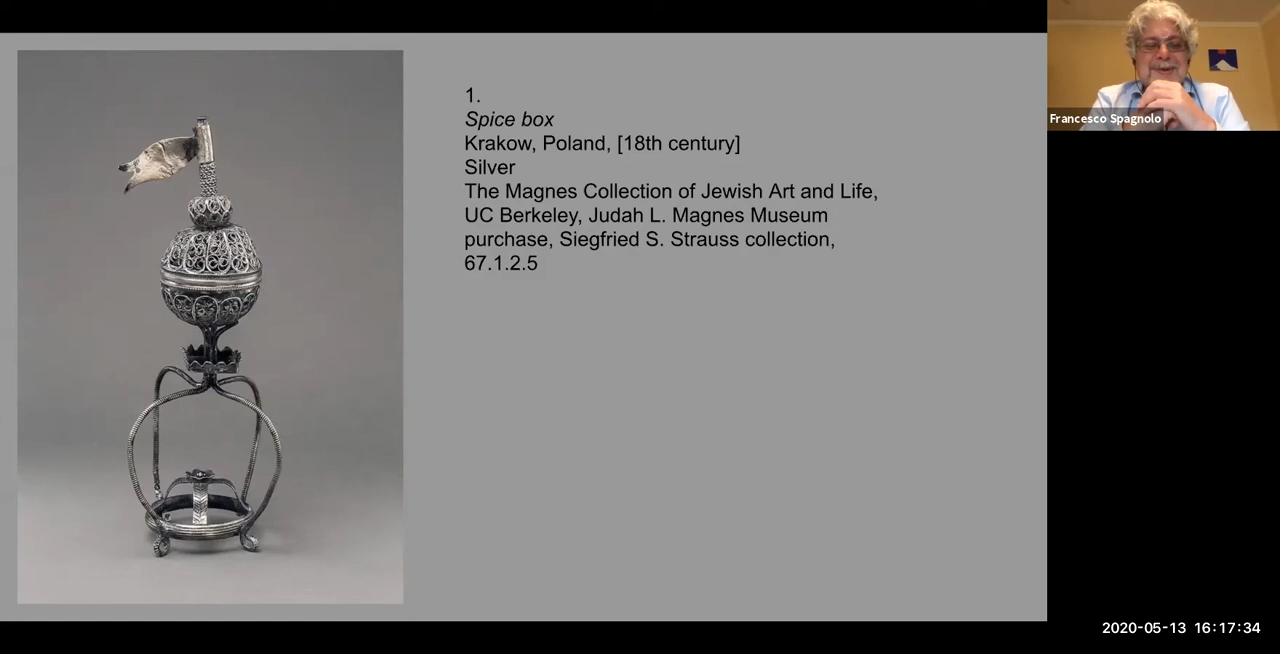 1.
Spice box
Krakow, Poland, [18th century]
Silver
The Magnes Collection of Jewish Art and Life,
UC Berkeley, Judah L. Magnes Museum
purchase, Siegfried S. Strauss collection,
67.1.2.5
Francesco Spagnolo
2020-05-13 16:17:34